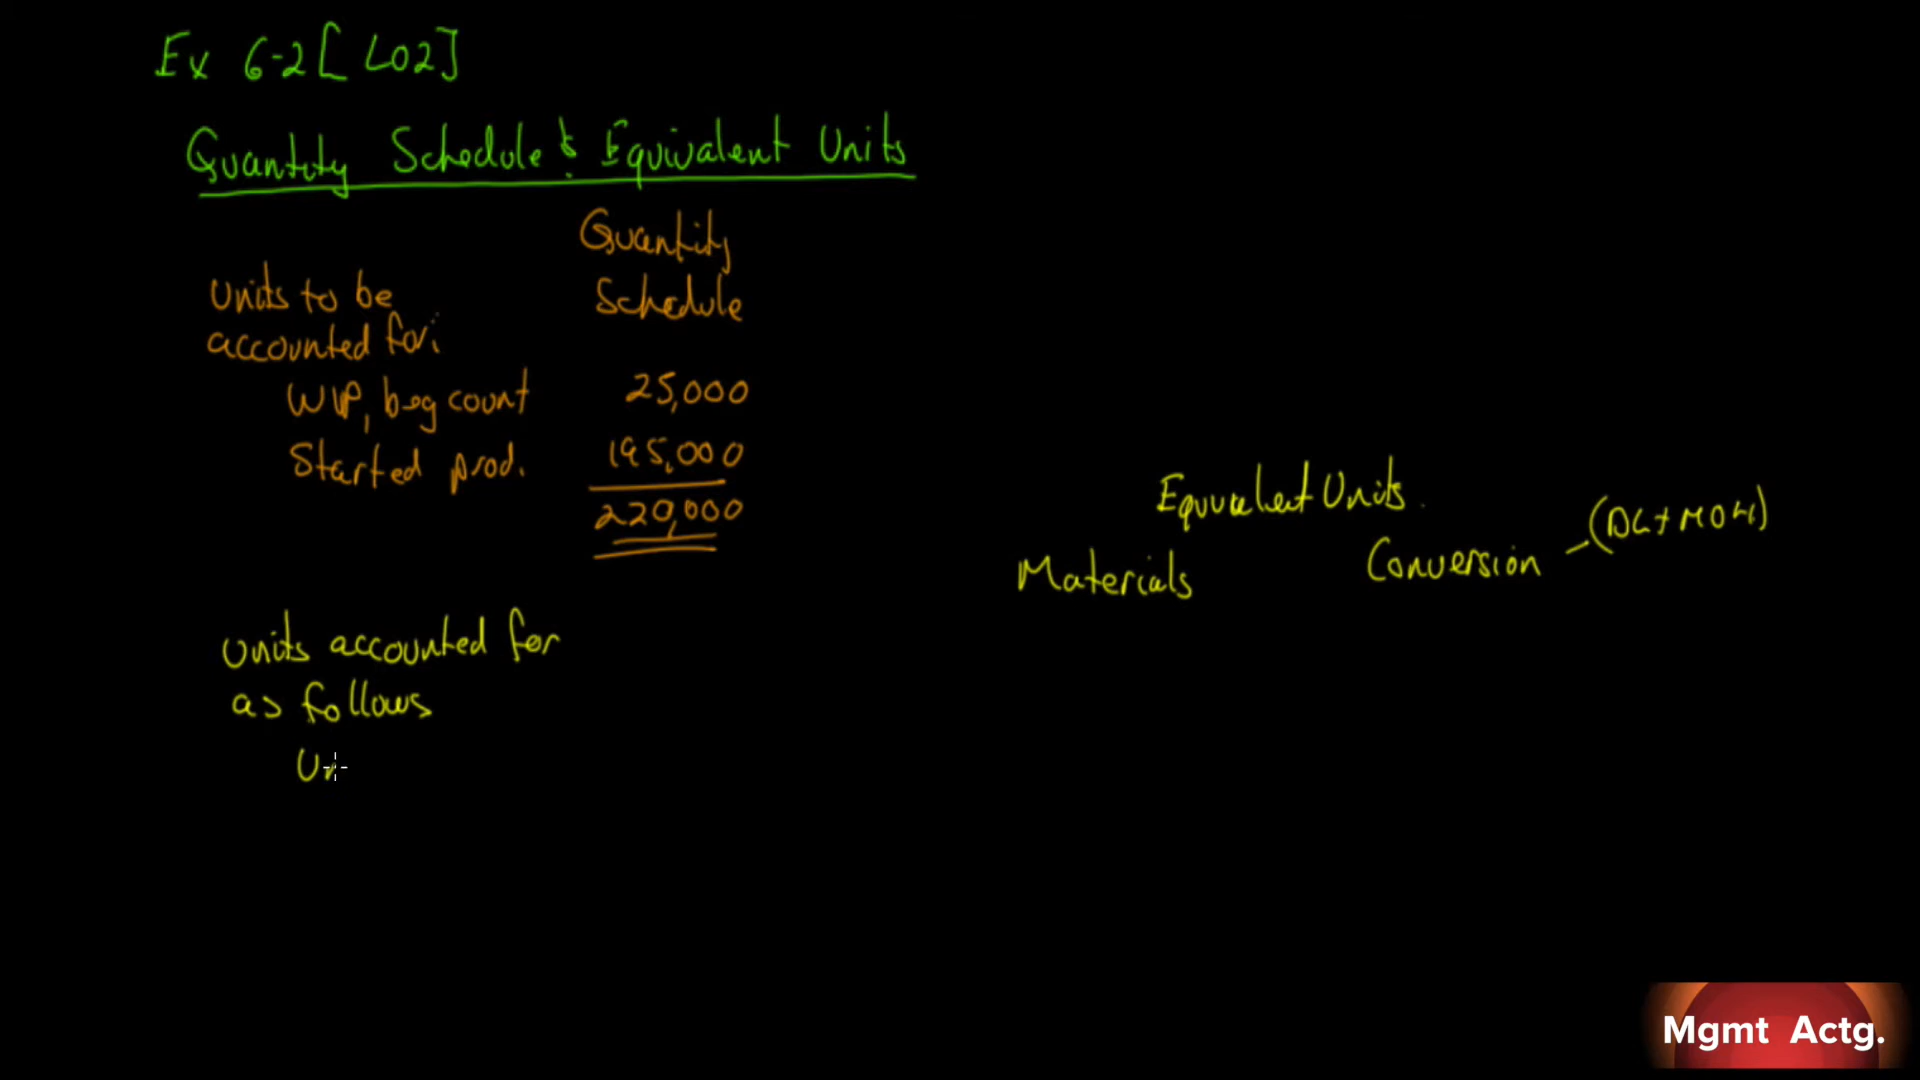 Ex 6-2 [LO2]
Quantity Schedule & Equivalent Units
Quantity
Schedule
Units to be
accounted for:
WIP, beg count 25,000
Started prod. 195,000
220,000
Equivalent Units.
Materials Conversion - (DL + MOH)
Units accounted for
as follows
Un
Mgmt Actg.